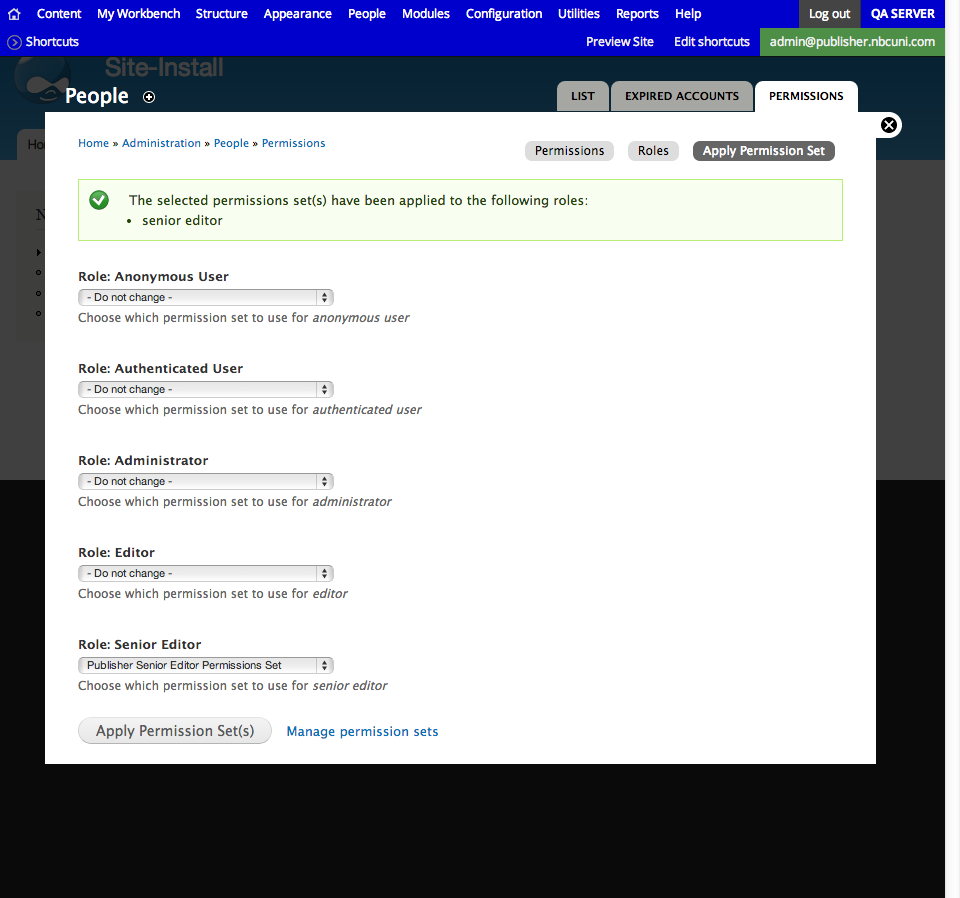 Content My Workbench Structure Appearance People Modules Configuration Utilities Reports Help Log out QA SERVER
Shortcuts Preview Site Edit shortcuts admin@publisher.nbcuni.com
Site-Install
People LIST EXPIRED ACCOUNTS PERMISSIONS
Ho
Home » Administration » People » Permissions
Permissions Roles Apply Permission Set
The selected permissions set(s) have been applied to the following roles:
• senior editor
N
Role: Anonymous User
- Do not change -
Choose which permission set to use for anonymous user
Role: Authenticated User
- Do not change -
Choose which permission set to use for authenticated user
Role: Administrator
- Do not change -
Choose which permission set to use for administrator
Role: Editor
- Do not change -
Choose which permission set to use for editor
Role: Senior Editor
Publisher Senior Editor Permissions Set
Choose which permission set to use for senior editor
Apply Permission Set(s) Manage permission sets